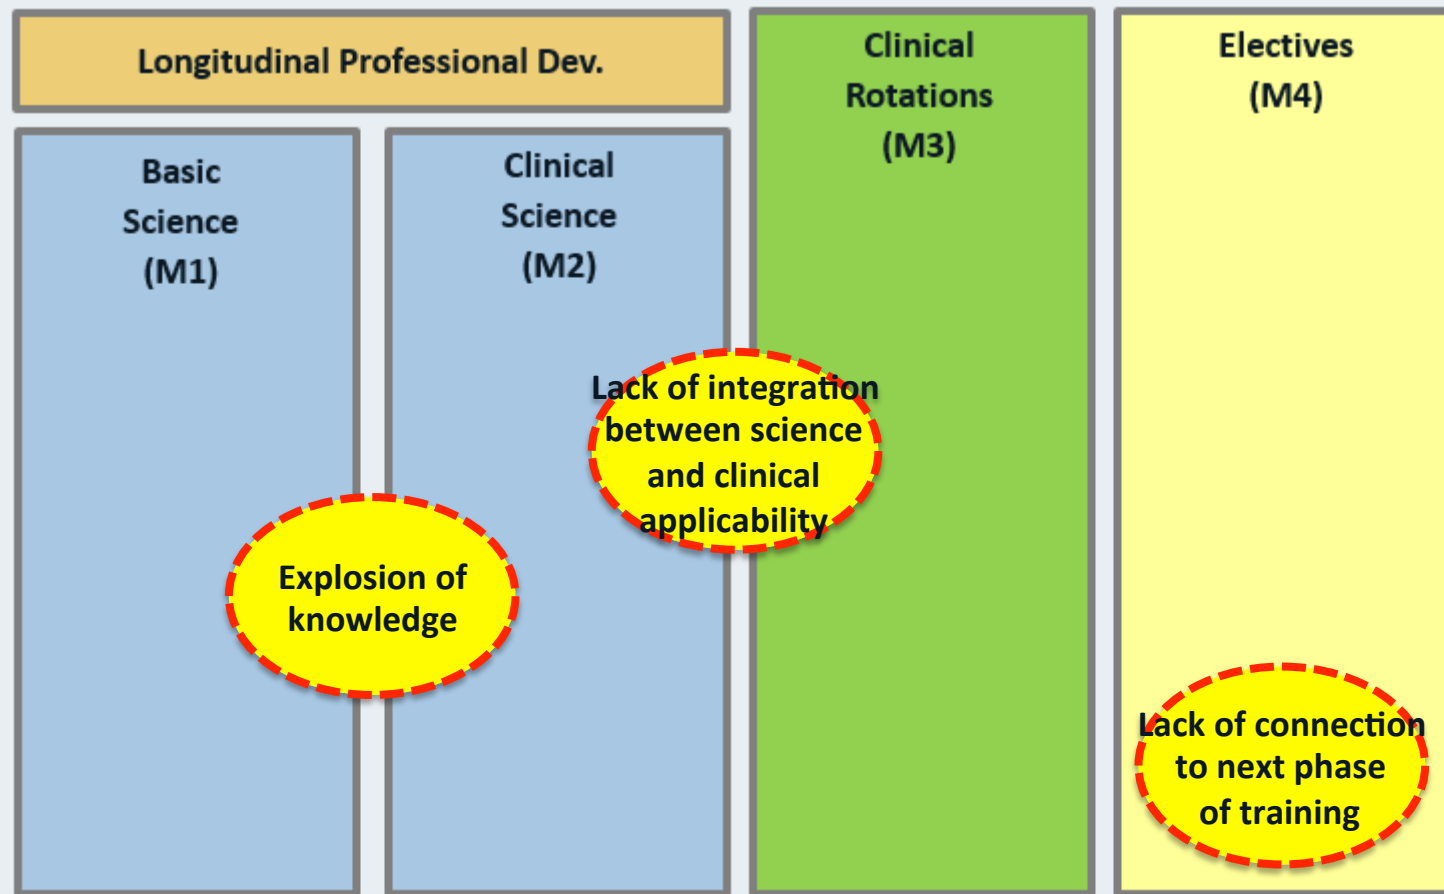 Longitudinal Professional Dev.
Basic
Science
(M1)
Clinical
Science
(M2)
Clinical
Rotations
(M3)
Electives
(M4)
Explosion of
knowledge
Lack of integration
between science
and clinical
applicability
Lack of connection
to next phase
of training